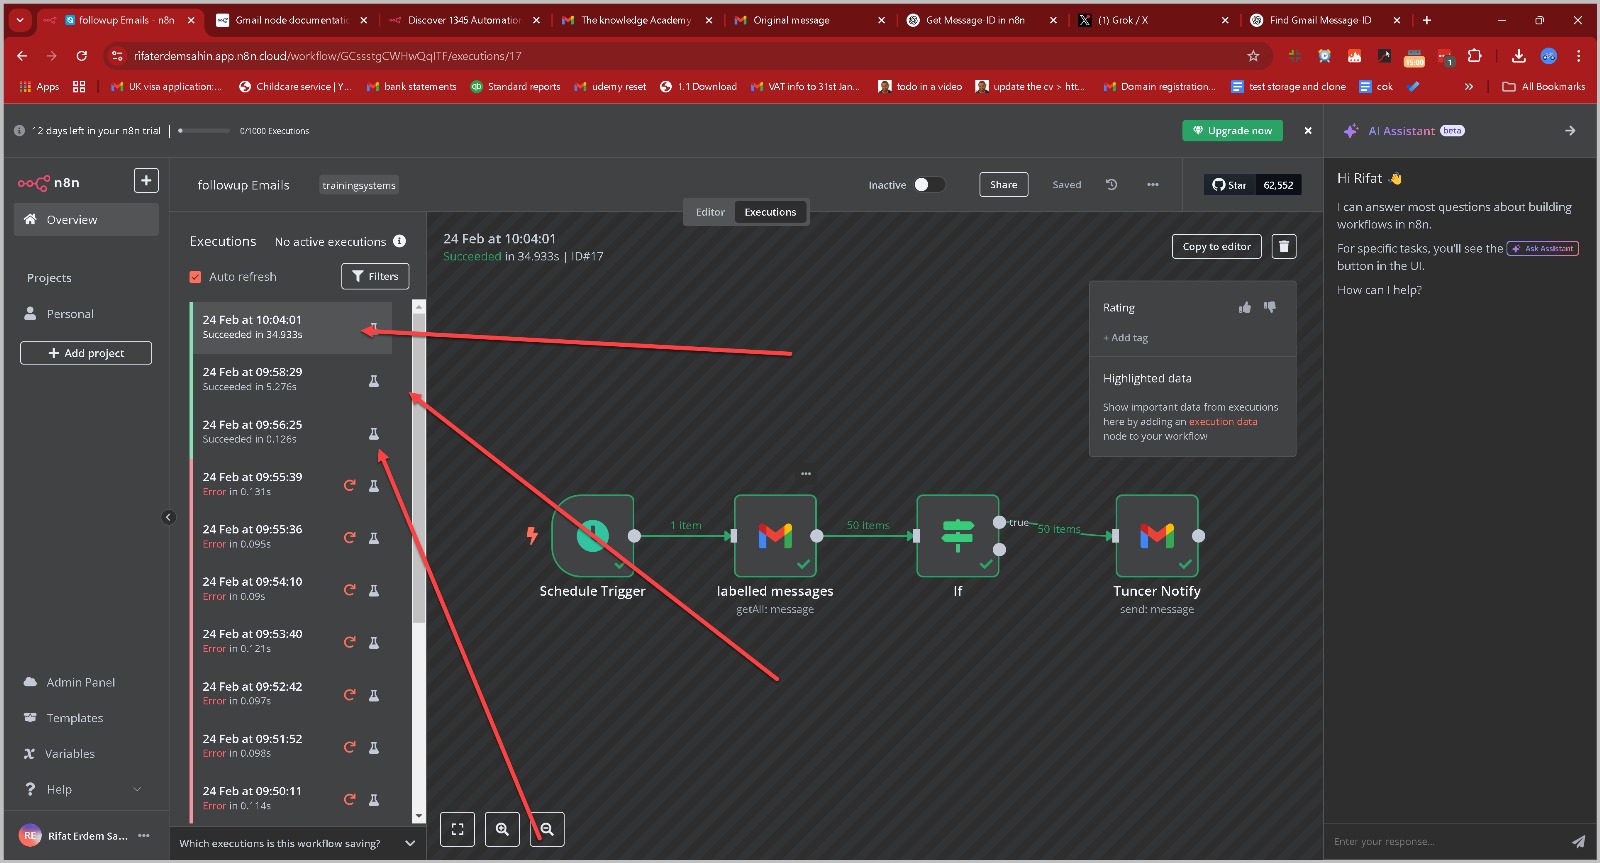 followup Emails - n8n
Gmail node documentatic
Discover 1345 Automation
The knowledge Academy
Original message
Get Message-ID in n8n
(1) Grok / X
Find Gmail Message-ID
rifaterdemsahin.app.n8n.cloud/workflow/GCssstgCWHwQqITF/executions/17
15:00
1
Apps
UK visa application:...
Childcare service | Y...
bank statements
Standard reports
udemy reset
1.1 Download
VAT info to 31st Jan...
todo in a video
update the cv > htt...
Domain registration...
test storage and clone
cok
All Bookmarks
12 days left in your n8n trial
0/1000 Executions
Upgrade now
AI Assistant beta
n8n
followup Emails
trainingsystems
Inactive
Share
Saved
Star
62,552
Editor
Executions
Hi Rifat 👋
I can answer most questions about building
workflows in n8n.
For specific tasks, you'll see the Ask Assistant
button in the UI.
How can I help?
Overview
Projects
Personal
Add project
Admin Panel
Templates
Variables
Help
RE
Rifat Erdem Sa...
Executions
No active executions
Auto refresh
Filters
24 Feb at 10:04:01
Succeeded in 34.933s
24 Feb at 09:58:29
Succeeded in 5.276s
24 Feb at 09:56:25
Succeeded in 0.126s
24 Feb at 09:55:39
Error in 0.131s
24 Feb at 09:55:36
Error in 0.095s
24 Feb at 09:54:10
Error in 0.09s
24 Feb at 09:53:40
Error in 0.121s
24 Feb at 09:52:42
Error in 0.097s
24 Feb at 09:51:52
Error in 0.098s
24 Feb at 09:50:11
Error in 0.114s
Which executions is this workflow saving?
24 Feb at 10:04:01
Succeeded in 34.933s | ID#17
Copy to editor
Rating
+ Add tag
Highlighted data
Show important data from executions
here by adding an execution data
node to your workflow
1 item
50 items
true
50 items
Schedule Trigger
labelled messages
getAll: message
If
Tuncer Notify
send: message
Enter your response...